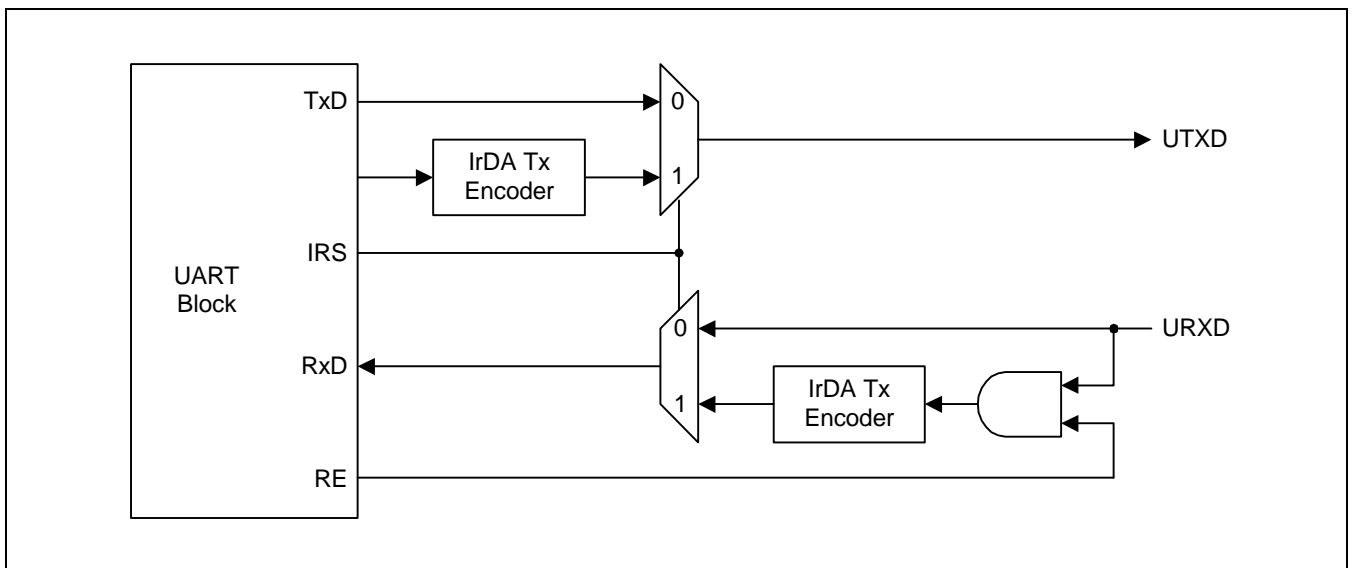 TxD
0
UTXD
IrDA Tx
Encoder
1
IRS
UART
Block
0
URXD
RxD
IrDA Tx
Encoder
1
RE